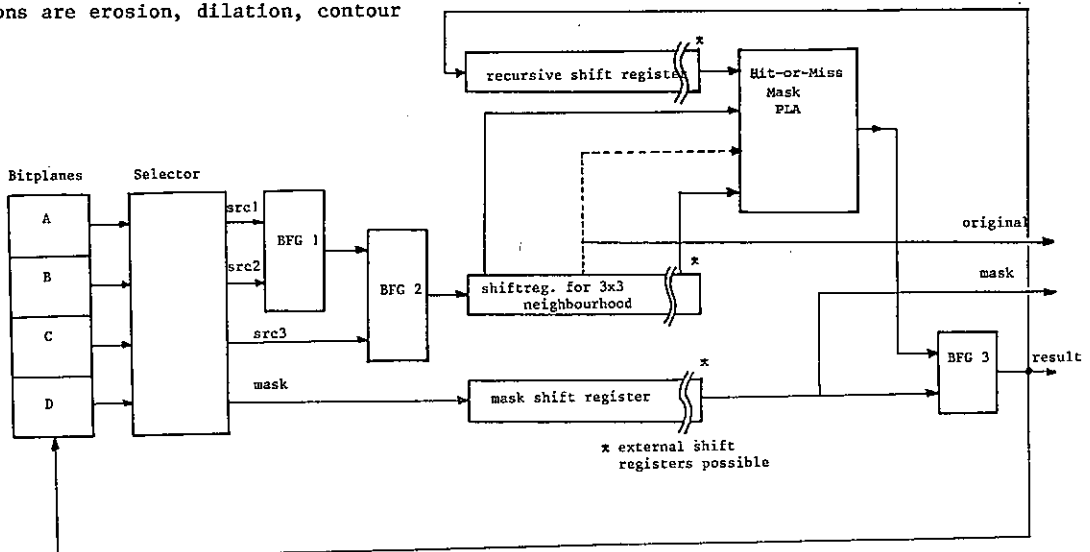 ons are erosion, dilation, contour
*
recursive shift register
Hit-or-Miss
Mask
PLA
Bitplanes
Selector
A
B
C
D
src1
src2
src3
mask
BFG 1
BFG 2
*
shiftreg. for 3x3
neighbourhood
original
mask
*
mask shift register
BFG 3
result
* external shift
registers possible